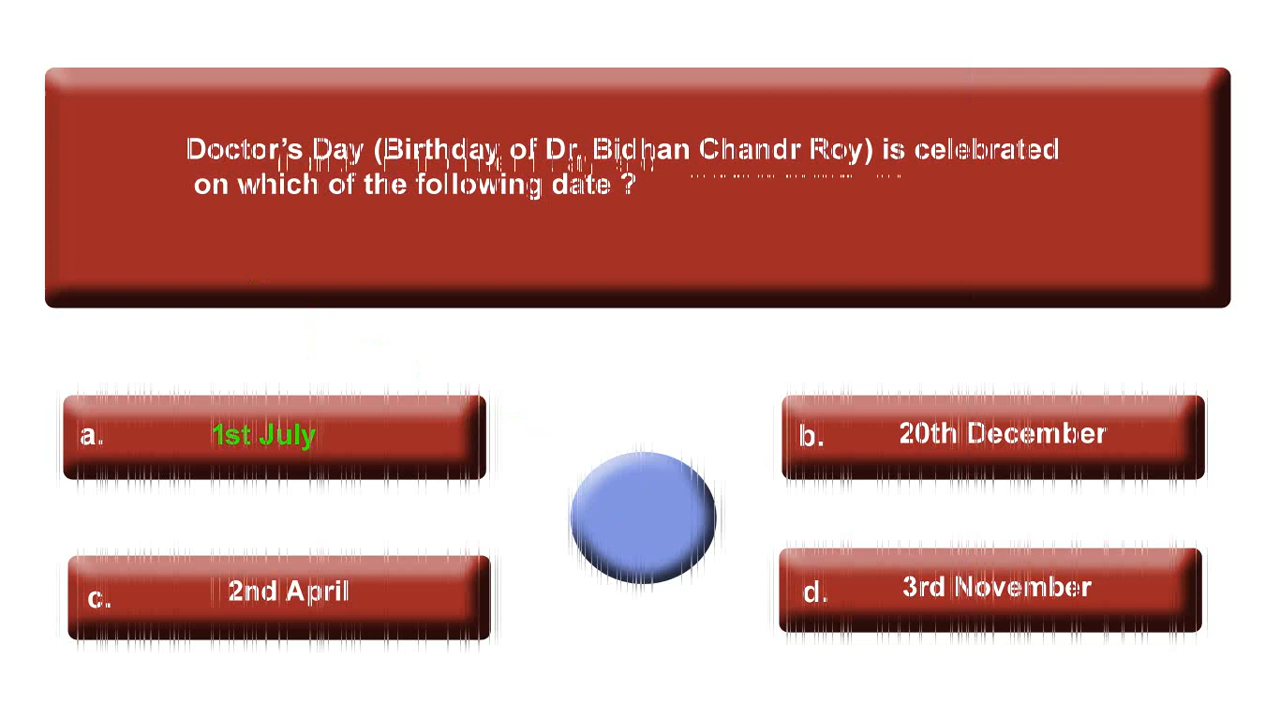 Doctor's Day (Birthday of Dr. Bidhan Chandr Roy) is celebrated
on which of the following date ?
a. 1st July
b. 20th December
c. 2nd April
d. 3rd November